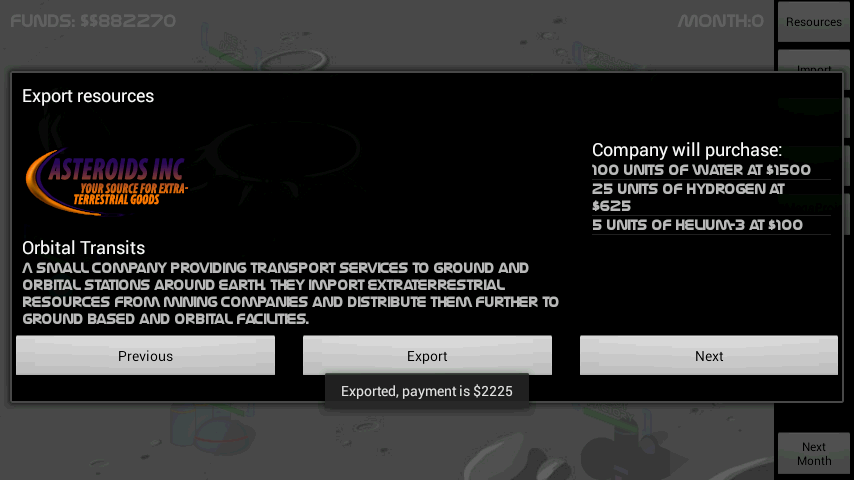 FUNDS: $$882270
MONTH:0
Resources
Import
Export resources
ASTEROIDS INC
YOUR SOURCE FOR EXTRA-
TERRESTRIAL GOODS
Company will purchase:
100 UNITS OF WATER AT $1500
25 UNITS OF HYDROGEN AT
$625
5 UNITS OF HELIUM-3 AT $100
Orbital Transits
A SMALL COMPANY PROVIDING TRANSPORT SERVICES TO GROUND AND
ORBITAL STATIONS AROUND EARTH. THEY IMPORT EXTRATERRESTRIAL
RESOURCES FROM MINING COMPANIES AND DISTRIBUTE THEM FURTHER TO
GROUND BASED AND ORBITAL FACILITIES.
Previous
Export
Next
Exported, payment is $2225
Next
Month